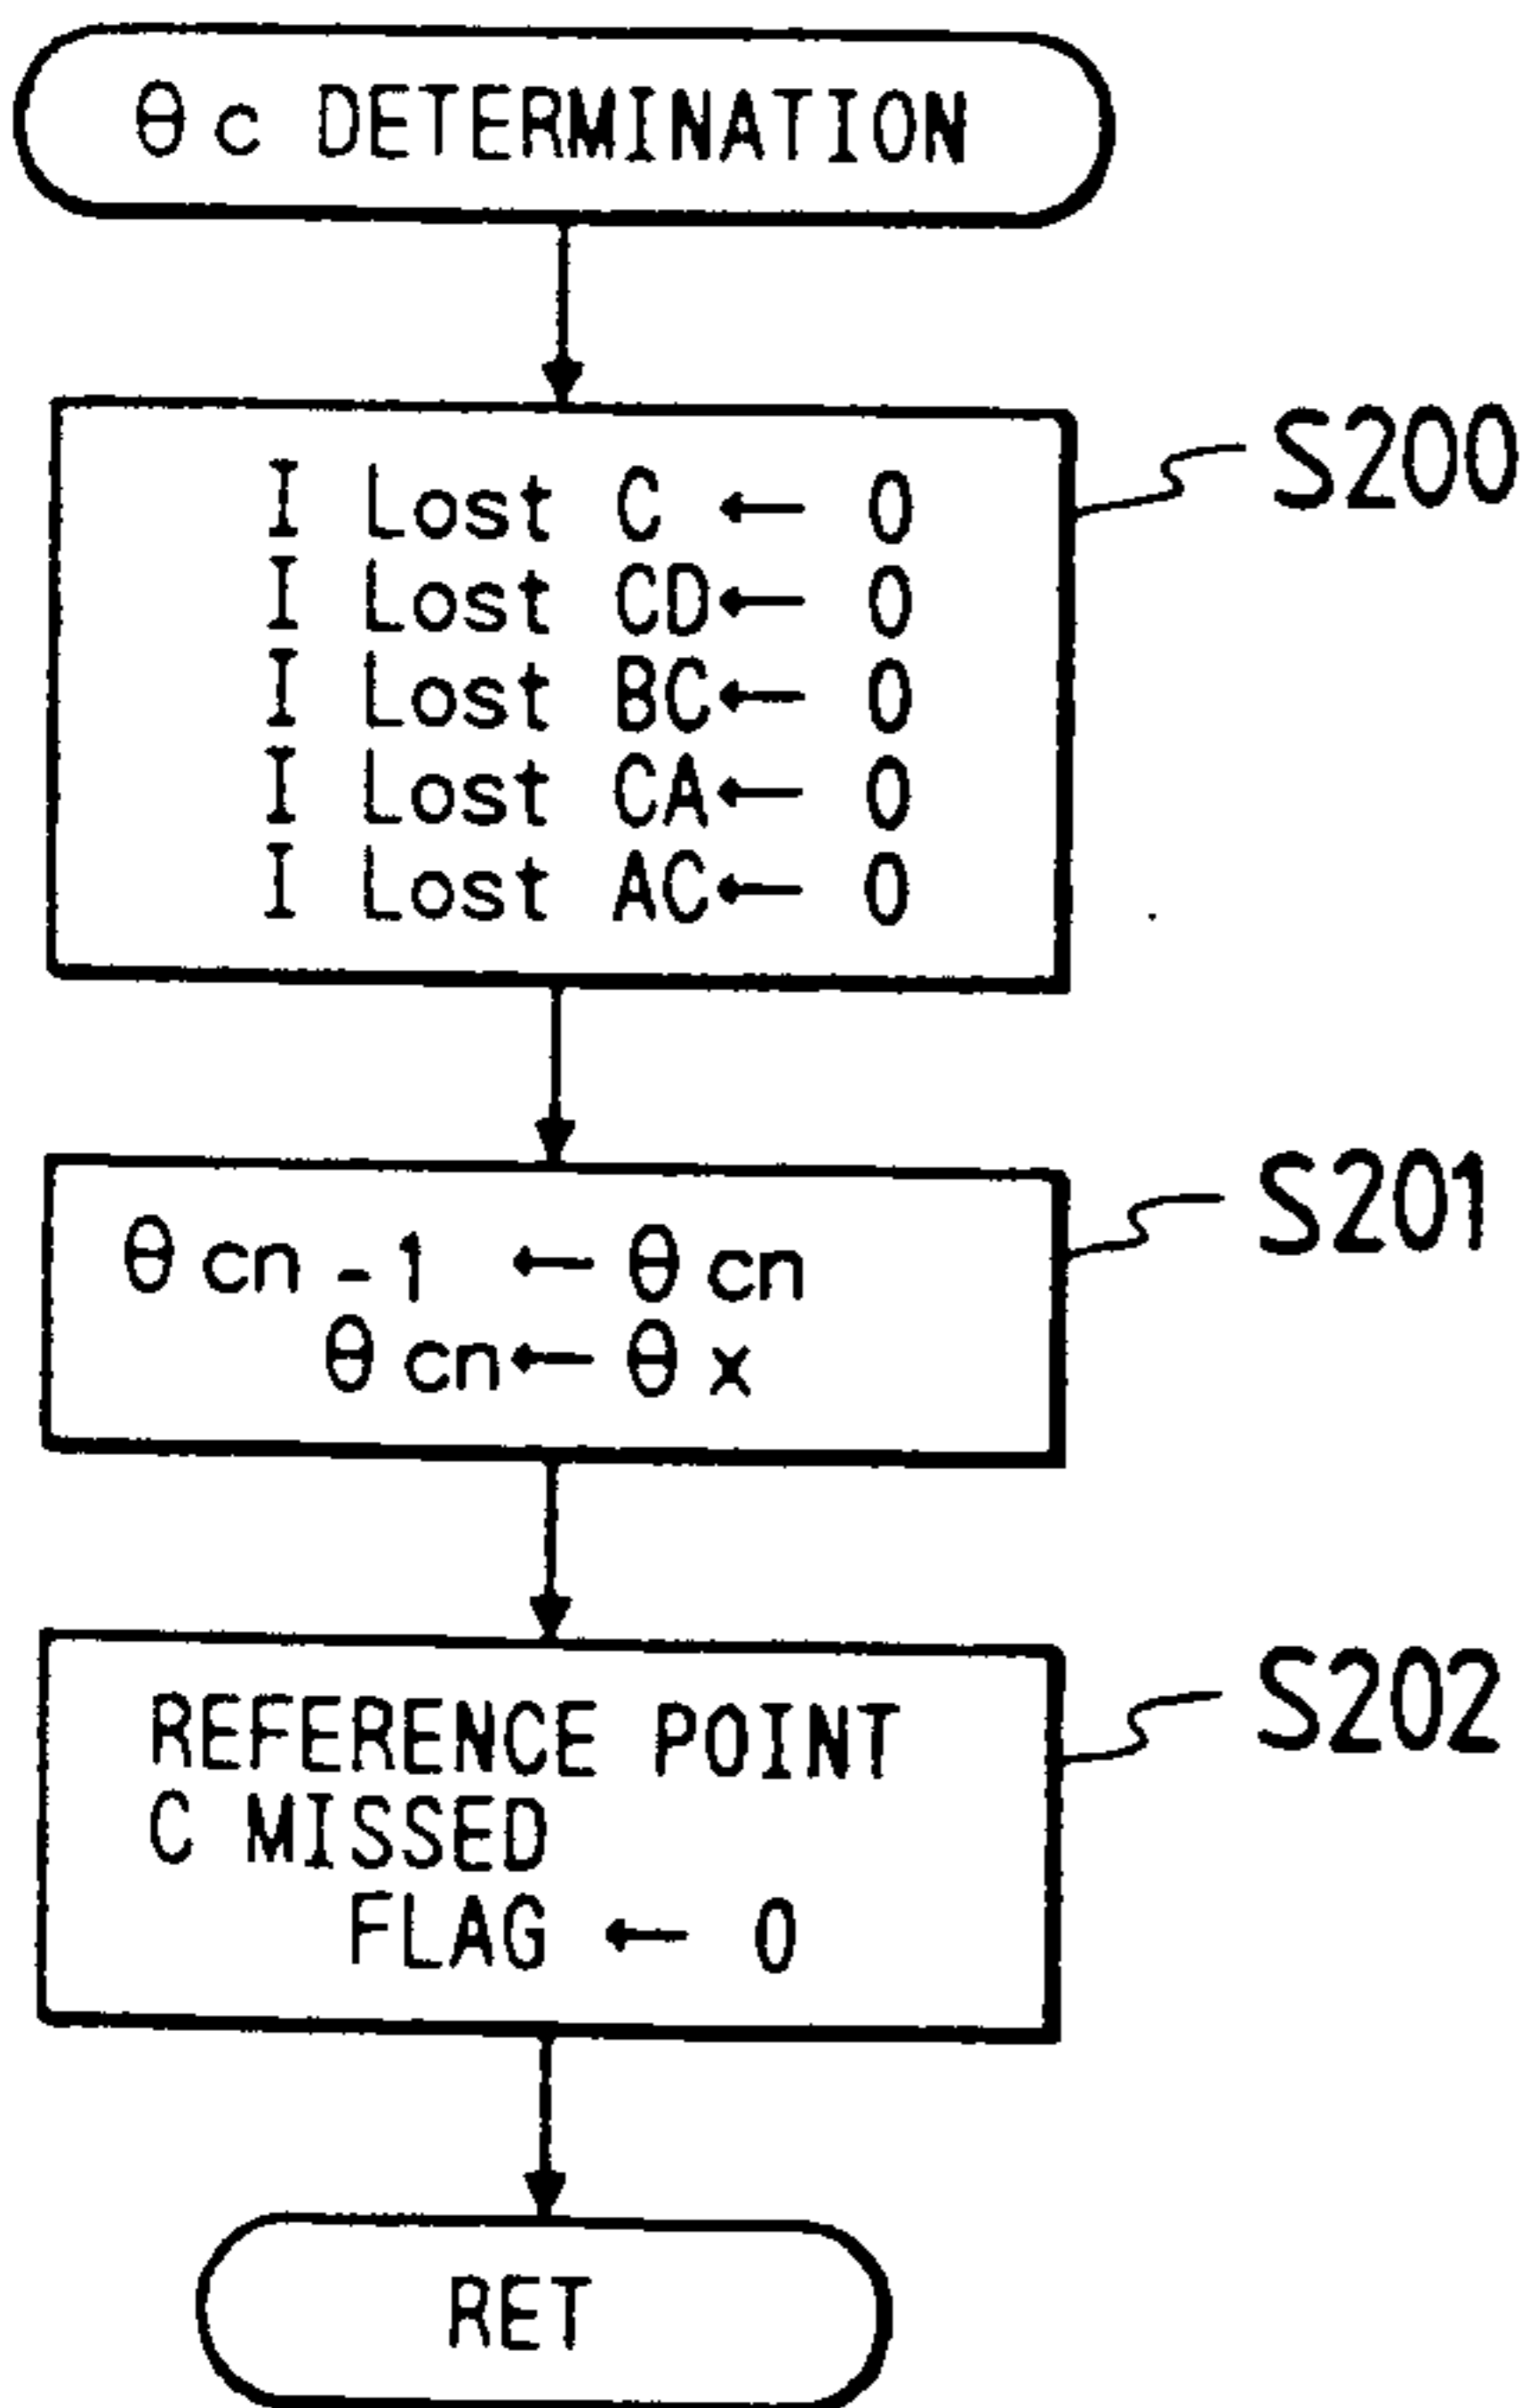 θc DETERMINATION
I Lost C ← 0
S200
I Lost CD ← 0
I Lost BC ← 0
I Lost CA ← 0
I Lost AC ← 0
θcn-1 ← θcn
S201
θcn ← θx
REFERENCE POINT
S202
C MISSED
FLAG ← 0
RET